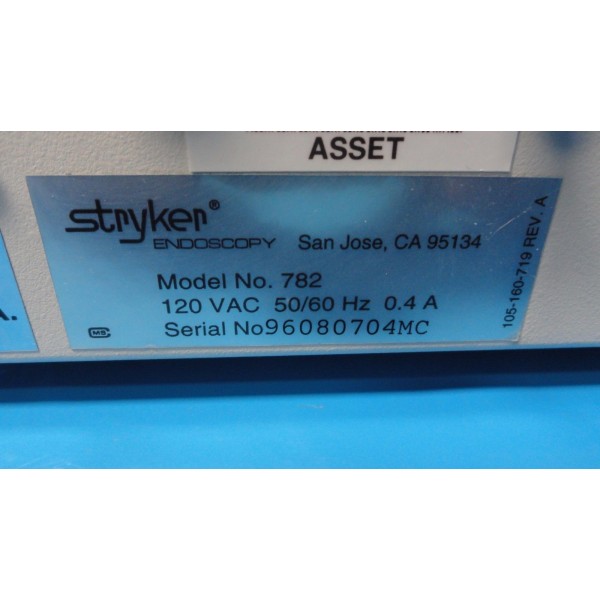 ASSET
stryker®
ENDOSCOPY San Jose, CA 95134
Model No. 782
120 VAC 50/60 Hz 0.4 A
Serial No96080704MC
105-160-719 REV. A
A.